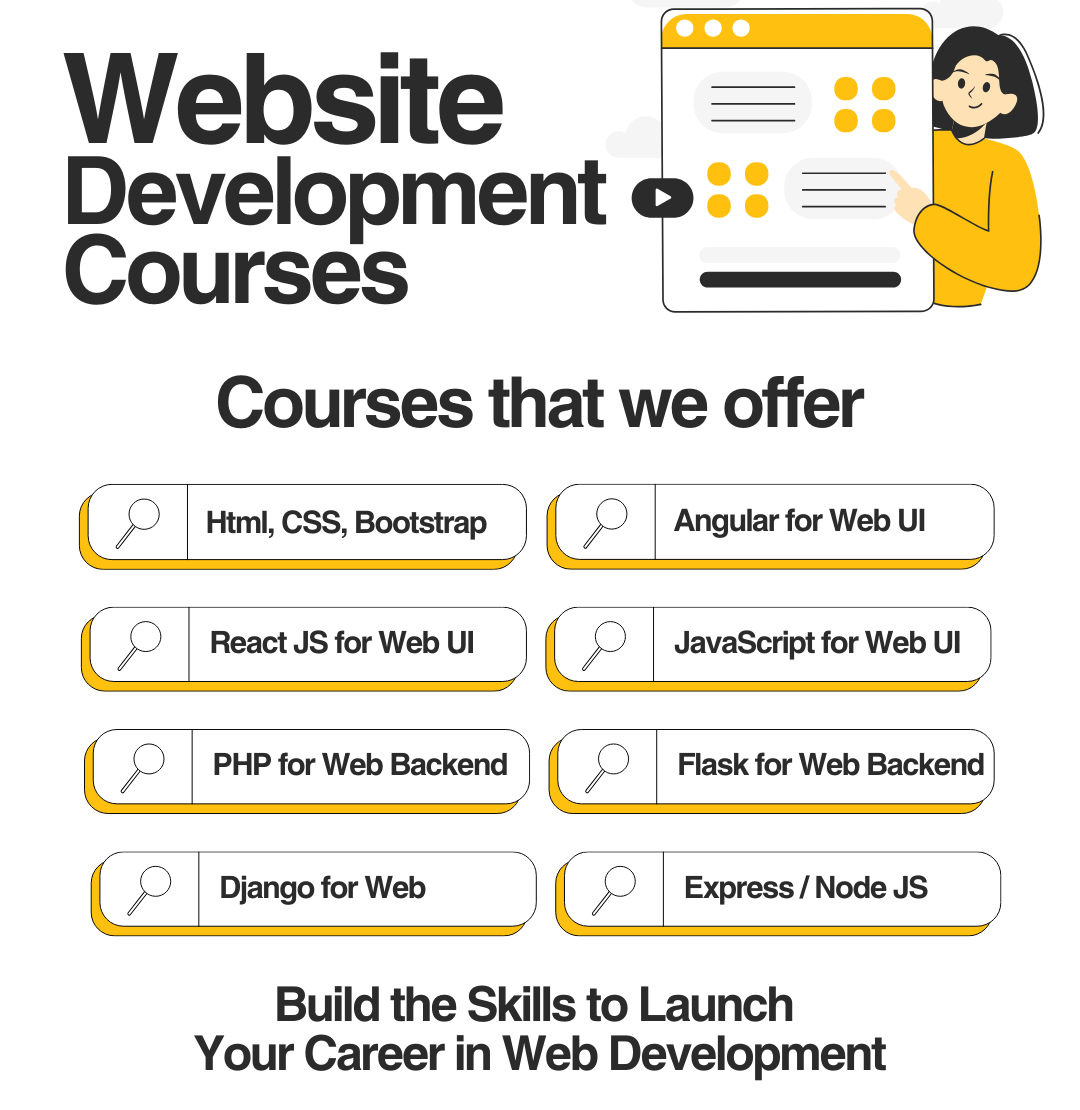 Website
Development
Courses
Courses that we offer
Html, CSS, Bootstrap
Angular for Web UI
React JS for Web UI
JavaScript for Web UI
PHP for Web Backend
Flask for Web Backend
Django for Web
Express / Node JS
Build the Skills to Launch
Your Career in Web Development